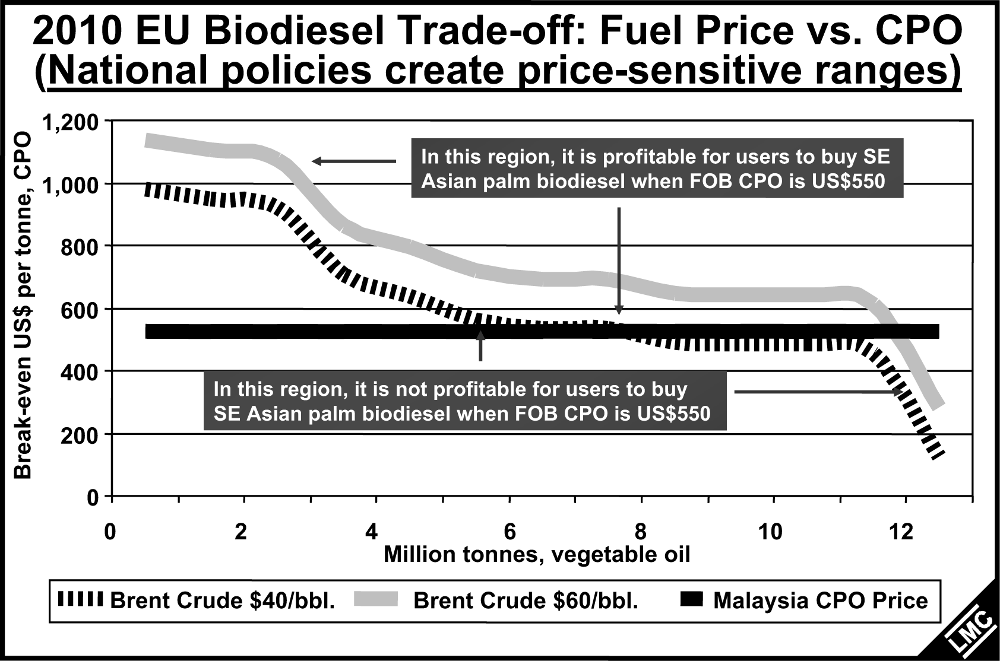 2010 EU Biodiesel Trade-off: Fuel Price vs. CPO
(National policies create price-sensitive ranges)
Break-even US$ per tonne, CPO
1,200
1,000
800
600
400
200
0
In this region, it is profitable for users to buy SE
Asian palm biodiesel when FOB CPO is US$550
In this region, it is not profitable for users to buy
SE Asian palm biodiesel when FOB CPO is US$550
0 2 4 6 8 10 12
Million tonnes, vegetable oil
Brent Crude $40/bbl. Brent Crude $60/bbl. Malaysia CPO Price
LMC